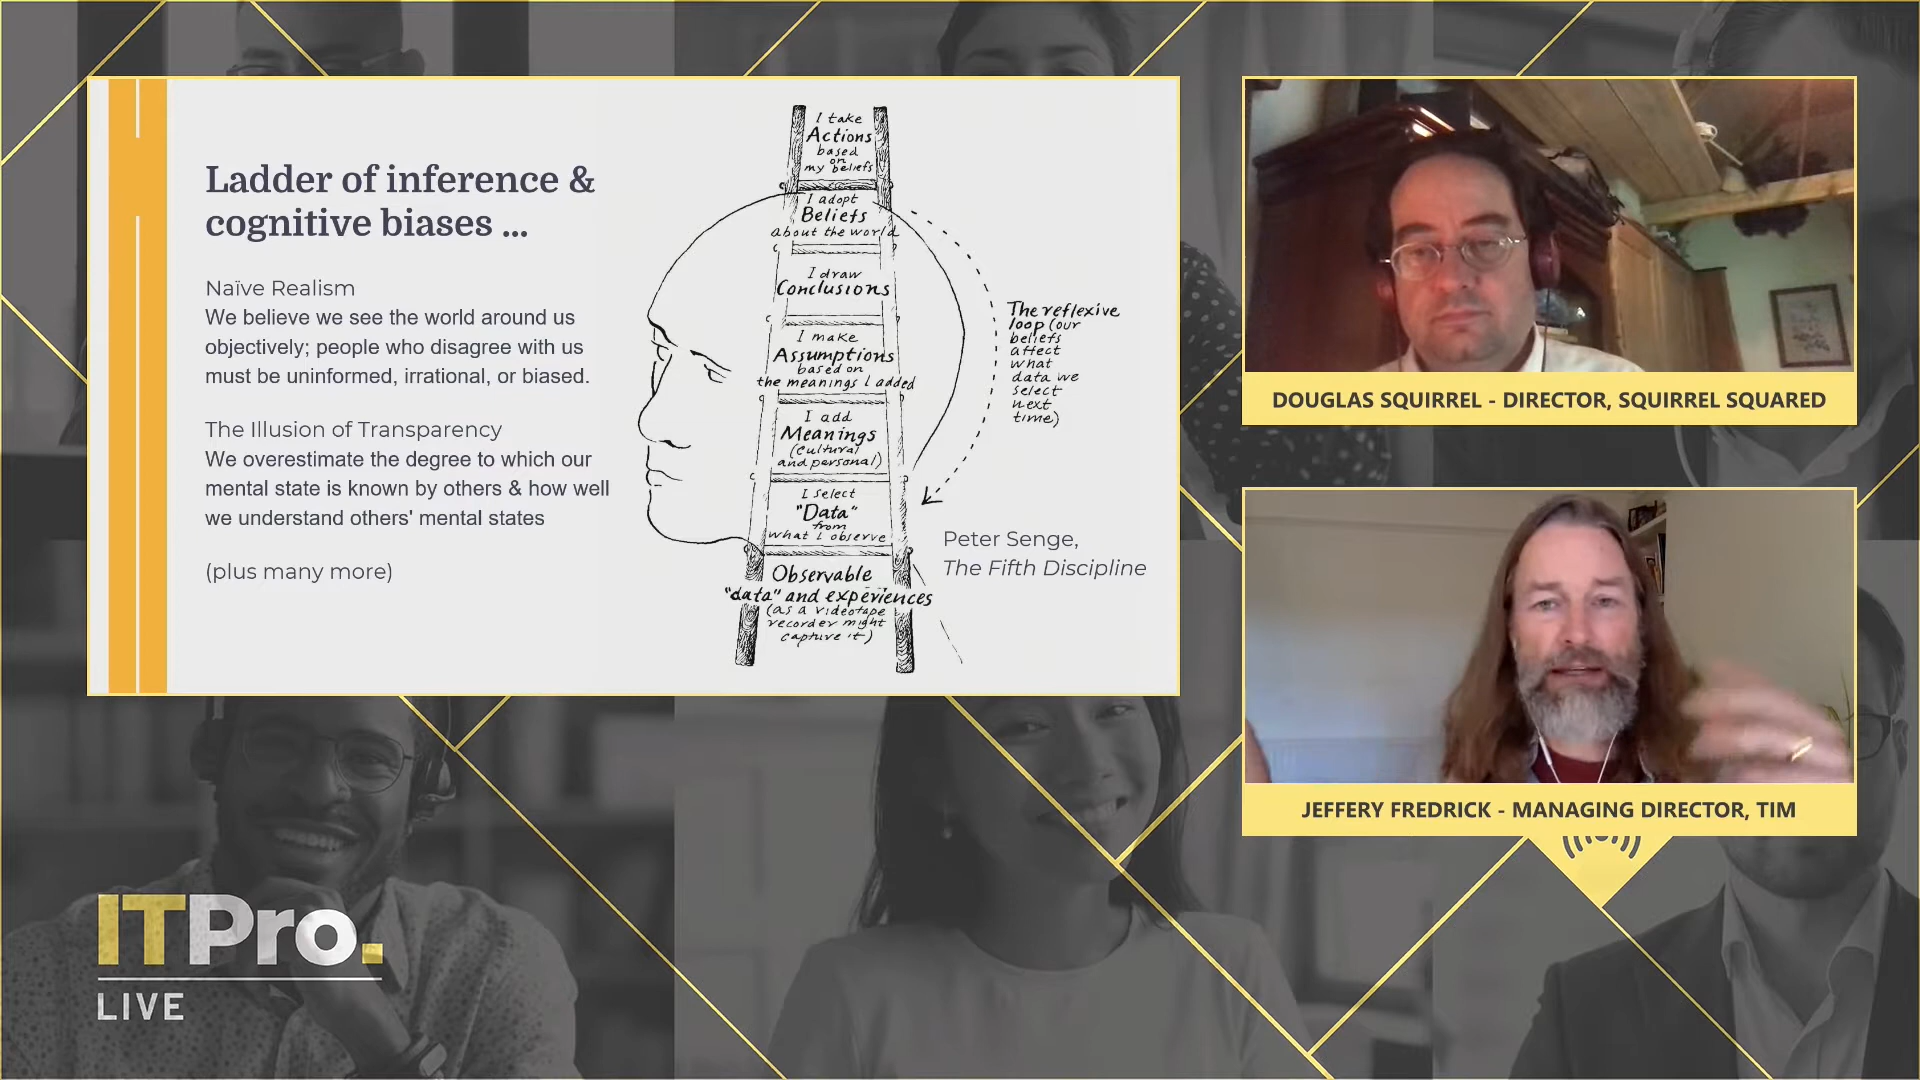 Ladder of inference &
cognitive biases ...
Naïve Realism
We believe we see the world around us
objectively; people who disagree with us
must be uninformed, irrational, or biased.
The Illusion of Transparency
We overestimate the degree to which our
mental state is known by others & how well
we understand others' mental states
(plus many more)
I take
Actions
based
on
my beliefs
I adopt
Beliefs
about the world
I draw
Conclusions
I make
Assumptions
based on
the meanings I added
I add
Meanings
(cultural
and personal)
I select
"Data"
from
what I observe
Observable
"data" and experiences
(as a videotape
recorder might
capture it)
The reflexive
loop (our
beliefs
affect
what
data we
select
next
time)
Peter Senge,
The Fifth Discipline
DOUGLAS SQUIRREL - DIRECTOR, SQUIRREL SQUARED
JEFFERY FREDRICK - MANAGING DIRECTOR, TIM
ITPro.
LIVE